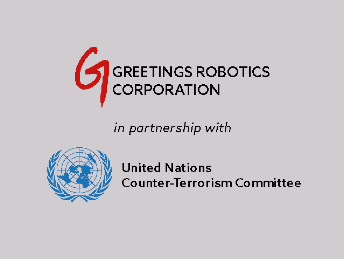 GREETINGS ROBOTICS
CORPORATION
in partnership with
United Nations
Counter-Terrorism Committee